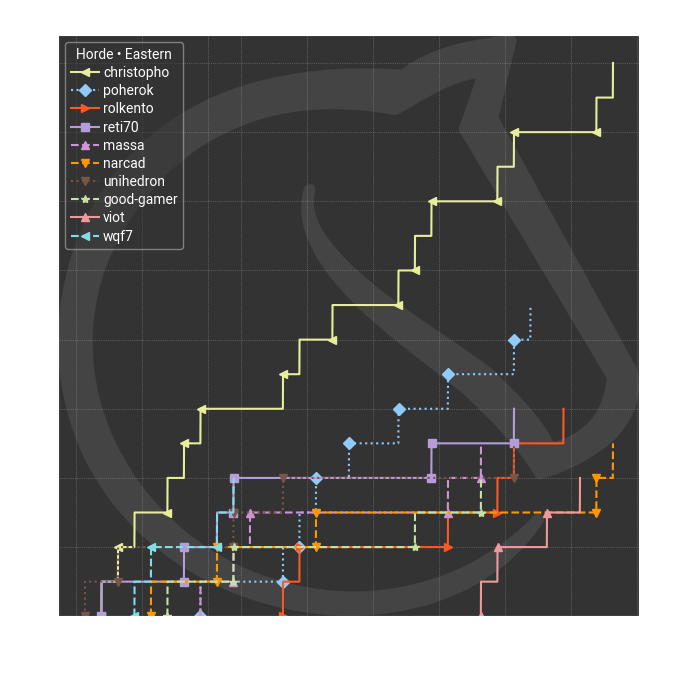 Horde • Eastern
christopho
poherok
rolkento
reti70
massa
narcad
unihedron
good-gamer
viot
wqf7